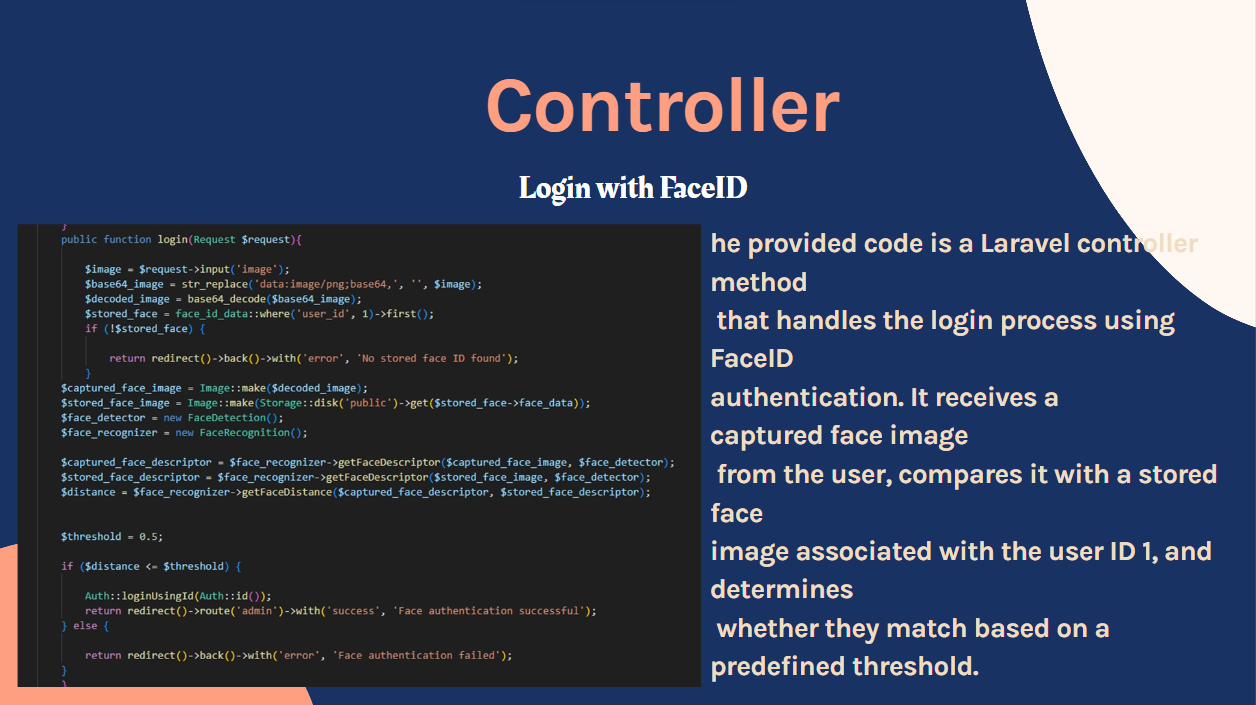 Controller
Login with FaceID
}
public function login(Request $request){
$image = $request->input('image');
$base64_image = str_replace('data:image/png;base64,', '', $image);
$decoded_image = base64_decode($base64_image);
$stored_face = face_id_data::where('user_id', 1)->first();
if (!$stored_face) {
return redirect()->back()->with('error', 'No stored face ID found');
}
$captured_face_image = Image::make($decoded_image);
$stored_face_image = Image::make(Storage::disk('public')->get($stored_face->face_data));
$face_detector = new FaceDetection();
$face_recognizer = new FaceRecognition();
$captured_face_descriptor = $face_recognizer->getFaceDescriptor($captured_face_image, $face_detector);
$stored_face_descriptor = $face_recognizer->getFaceDescriptor($stored_face_image, $face_detector);
$distance = $face_recognizer->getFaceDistance($captured_face_descriptor, $stored_face_descriptor);
$threshold = 0.5;
if ($distance <= $threshold) {
Auth::loginUsingId(Auth::id());
return redirect()->route('admin')->with('success', 'Face authentication successful');
} else {
return redirect()->back()->with('error', 'Face authentication failed');
}
}
he provided code is a Laravel controller
method
that handles the login process using
FaceID
authentication. It receives a
captured face image
from the user, compares it with a stored
face
image associated with the user ID 1, and
determines
whether they match based on a
predefined threshold.